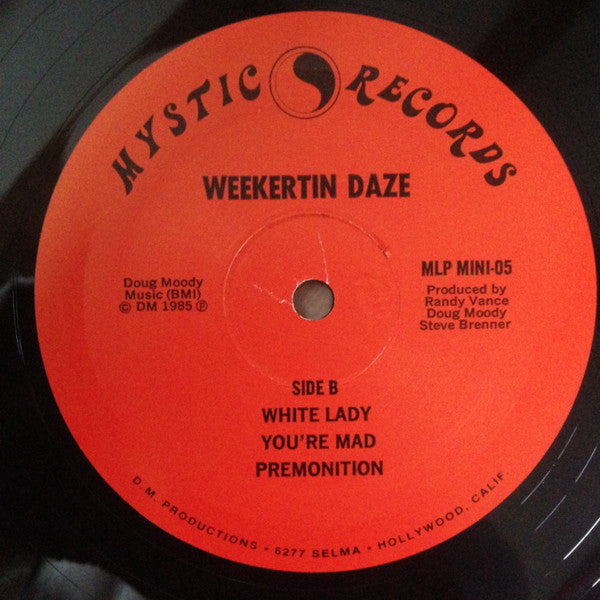 MYSTIC RECORDS
WEEKERTIN DAZE
MLP MINI-05
Produced by
Randy Vance
Doug Moody
Steve Brenner
Doug Moody
Music (BMI)
© DM 1985 ℗
SIDE B
WHITE LADY
YOU'RE MAD
PREMONITION
D.M. PRODUCTIONS • 6277 SELMA • HOLLYWOOD, CALIF.